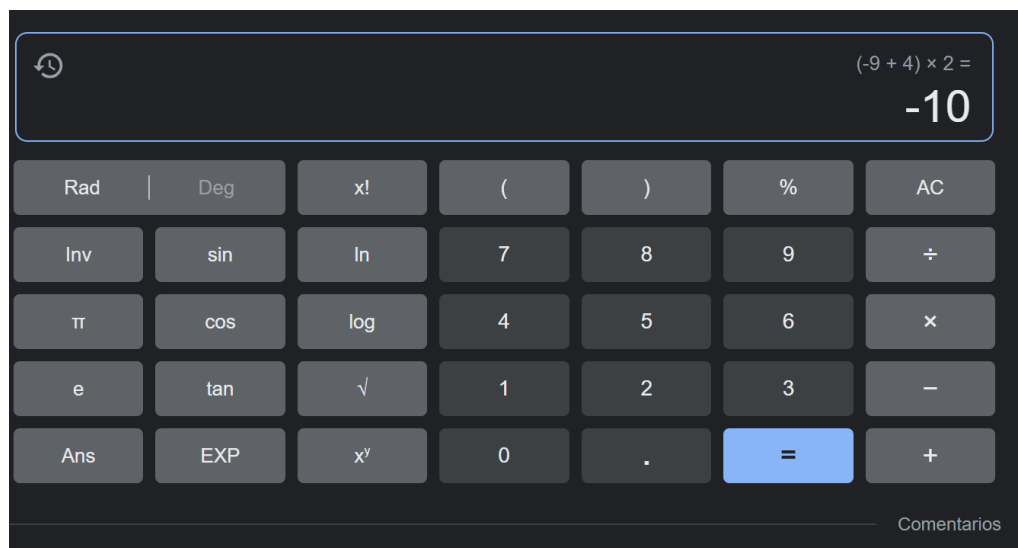 (-9 + 4) × 2 =
-10
Rad | Deg x! ( ) % AC
Inv sin ln 7 8 9 ÷
π cos log 4 5 6 ×
e tan √ 1 2 3 −
Ans EXP xʸ 0 . = +
Comentarios